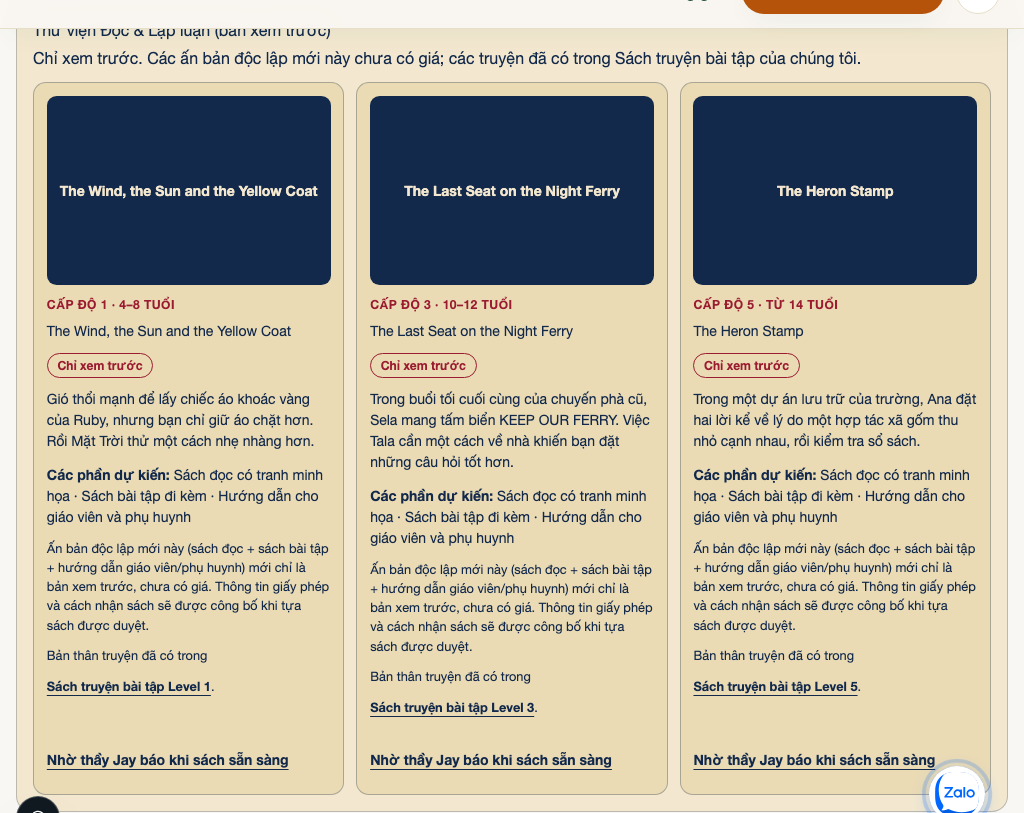 Thư viện Đọc & Lập luận (bản xem trước)
Chỉ xem trước. Các ấn bản độc lập mới này chưa có giá; các truyện đã có trong Sách truyện bài tập của chúng tôi.
The Wind, the Sun and the Yellow Coat
CẤP ĐỘ 1 · 4–8 TUỔI
The Wind, the Sun and the Yellow Coat
Chỉ xem trước
Gió thổi mạnh để lấy chiếc áo khoác vàng
của Ruby, nhưng bạn chỉ giữ áo chặt hơn.
Rồi Mặt Trời thử một cách nhẹ nhàng hơn.
Các phần dự kiến: Sách đọc có tranh minh
họa · Sách bài tập đi kèm · Hướng dẫn cho
giáo viên và phụ huynh
Ấn bản độc lập mới này (sách đọc + sách bài tập
+ hướng dẫn giáo viên/phụ huynh) mới chỉ là
bản xem trước, chưa có giá. Thông tin giấy phép
và cách nhận sách sẽ được công bố khi tựa
sách được duyệt.
Bản thân truyện đã có trong
Sách truyện bài tập Level 1.
Nhờ thầy Jay báo khi sách sẵn sàng
The Last Seat on the Night Ferry
CẤP ĐỘ 3 · 10–12 TUỔI
The Last Seat on the Night Ferry
Chỉ xem trước
Trong buổi tối cuối cùng của chuyến phà cũ,
Sela mang tấm biển KEEP OUR FERRY. Việc
Tala cần một cách về nhà khiến bạn đặt
những câu hỏi tốt hơn.
Các phần dự kiến: Sách đọc có tranh minh
họa · Sách bài tập đi kèm · Hướng dẫn cho
giáo viên và phụ huynh
Ấn bản độc lập mới này (sách đọc + sách bài tập
+ hướng dẫn giáo viên/phụ huynh) mới chỉ là
bản xem trước, chưa có giá. Thông tin giấy phép
và cách nhận sách sẽ được công bố khi tựa
sách được duyệt.
Bản thân truyện đã có trong
Sách truyện bài tập Level 3.
Nhờ thầy Jay báo khi sách sẵn sàng
The Heron Stamp
CẤP ĐỘ 5 · TỪ 14 TUỔI
The Heron Stamp
Chỉ xem trước
Trong một dự án lưu trữ của trường, Ana đặt
hai lời kể về lý do một hợp tác xã gốm thu
nhỏ cạnh nhau, rồi kiểm tra sổ sách.
Các phần dự kiến: Sách đọc có tranh minh
họa · Sách bài tập đi kèm · Hướng dẫn cho
giáo viên và phụ huynh
Ấn bản độc lập mới này (sách đọc + sách bài tập
+ hướng dẫn giáo viên/phụ huynh) mới chỉ là
bản xem trước, chưa có giá. Thông tin giấy phép
và cách nhận sách sẽ được công bố khi tựa
sách được duyệt.
Bản thân truyện đã có trong
Sách truyện bài tập Level 5.
Nhờ thầy Jay báo khi sách sẵn sàng
Zalo